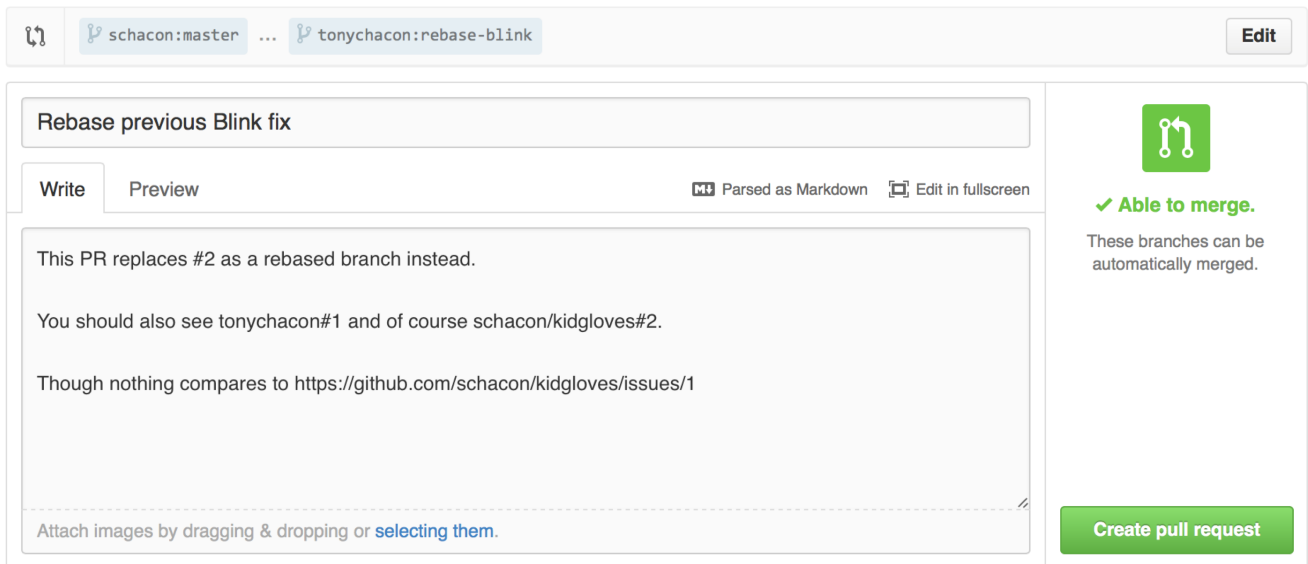 schacon:master ... tonychacon:rebase-blink Edit
Rebase previous Blink fix
Write Preview M↓ Parsed as Markdown Edit in fullscreen
This PR replaces #2 as a rebased branch instead.
You should also see tonychacon#1 and of course schacon/kidgloves#2.
Though nothing compares to https://github.com/schacon/kidgloves/issues/1
Attach images by dragging & dropping or selecting them.
Able to merge.
These branches can be
automatically merged.
Create pull request